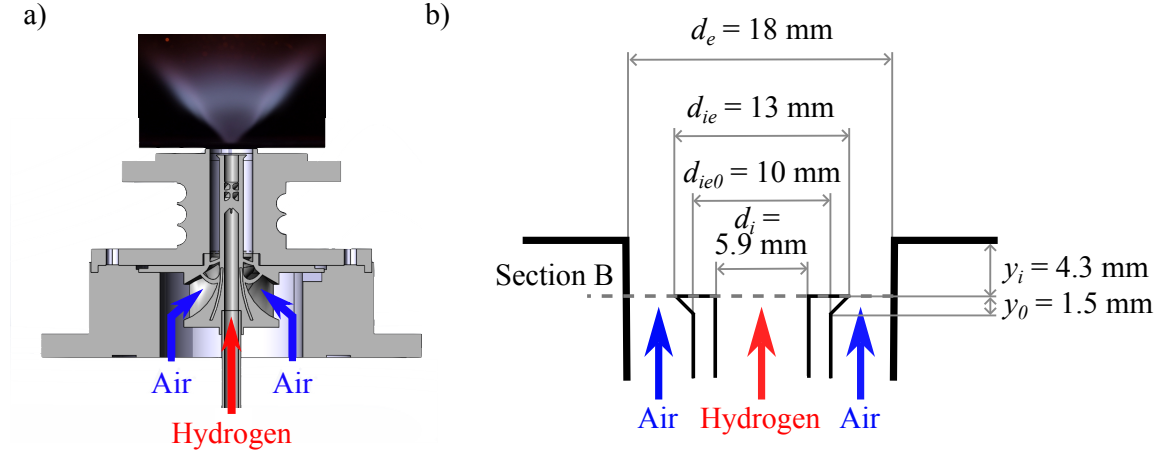 a)
Air
Air
Hydrogen
b)
d_e = 18 mm
d_ie = 13 mm
d_ie0 = 10 mm
d_i =
5.9 mm
Section B
y_i = 4.3 mm
y_0 = 1.5 mm
Air
Hydrogen
Air